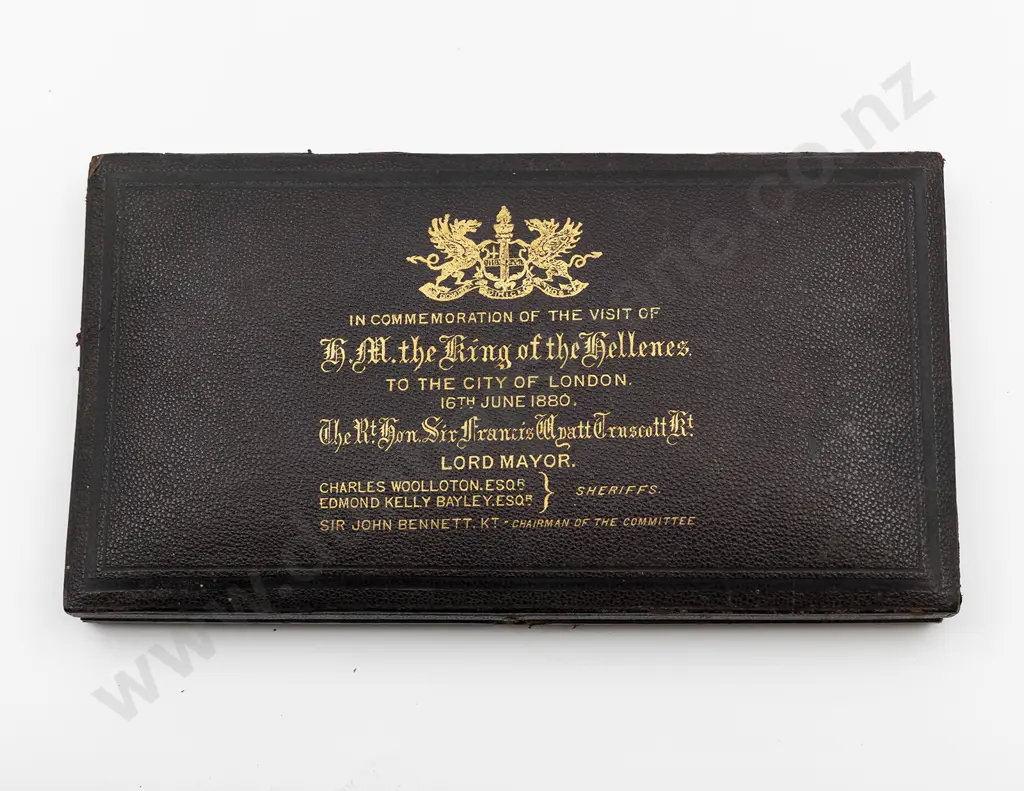 IN COMMEMORATION OF THE VISIT OF
H.M. the King of the Hellenes.
TO THE CITY OF LONDON.
16TH JUNE 1880.
The Rt. Hon. Sir Francis Wyatt Truscott Kt
LORD MAYOR.
CHARLES WOOLLOTON. ESQR
EDMOND KELLY BAYLEY. ESQR } SHERIFFS.
SIR JOHN BENNETT. KT - CHAIRMAN OF THE COMMITTEE